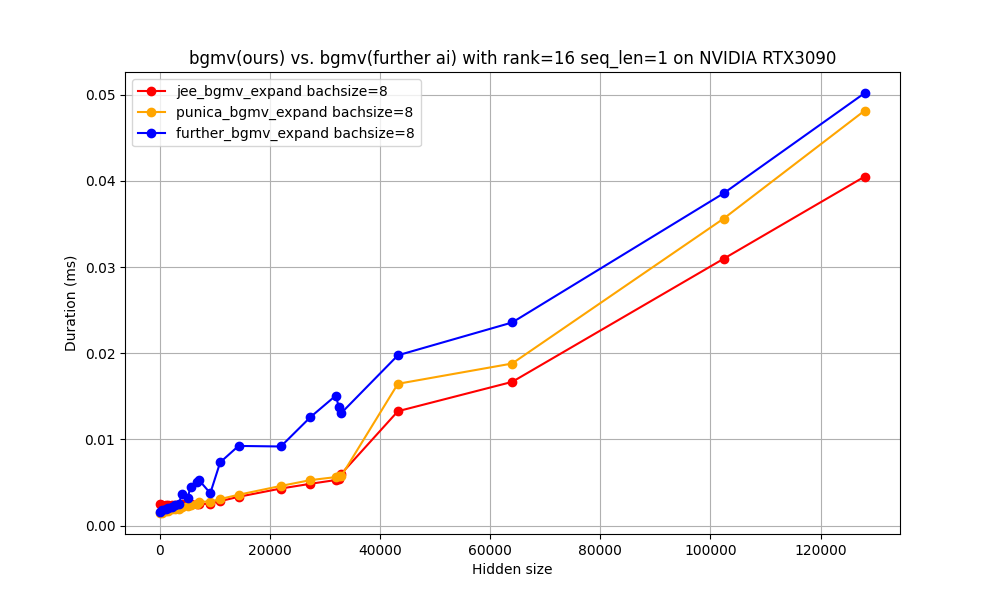 bgmv(ours) vs. bgmv(further ai) with rank=16 seq_len=1 on NVIDIA RTX3090
jee_bgmv_expand bachsize=8
punica_bgmv_expand bachsize=8
further_bgmv_expand bachsize=8
Duration (ms)
0.05
0.04
0.03
0.02
0.01
0.00
0 20000 40000 60000 80000 100000 120000
Hidden size